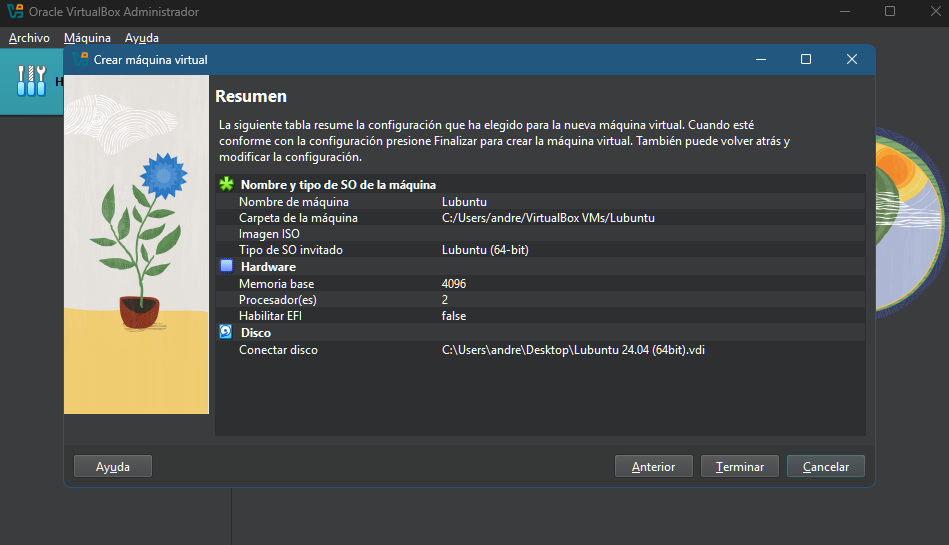 Oracle VirtualBox Administrador
Archivo Máquina Ayuda
H
Crear máquina virtual
Resumen
La siguiente tabla resume la configuración que ha elegido para la nueva máquina virtual. Cuando esté
conforme con la configuración presione Finalizar para crear la máquina virtual. También puede volver atrás y
modificar la configuración.
Nombre y tipo de SO de la máquina
Nombre de máquina Lubuntu
Carpeta de la máquina C:/Users/andre/VirtualBox VMs/Lubuntu
Imagen ISO
Tipo de SO invitado Lubuntu (64-bit)
Hardware
Memoria base 4096
Procesador(es) 2
Habilitar EFI false
Disco
Conectar disco C:\Users\andre\Desktop\Lubuntu 24.04 (64bit).vdi
Ayuda Anterior Terminar Cancelar